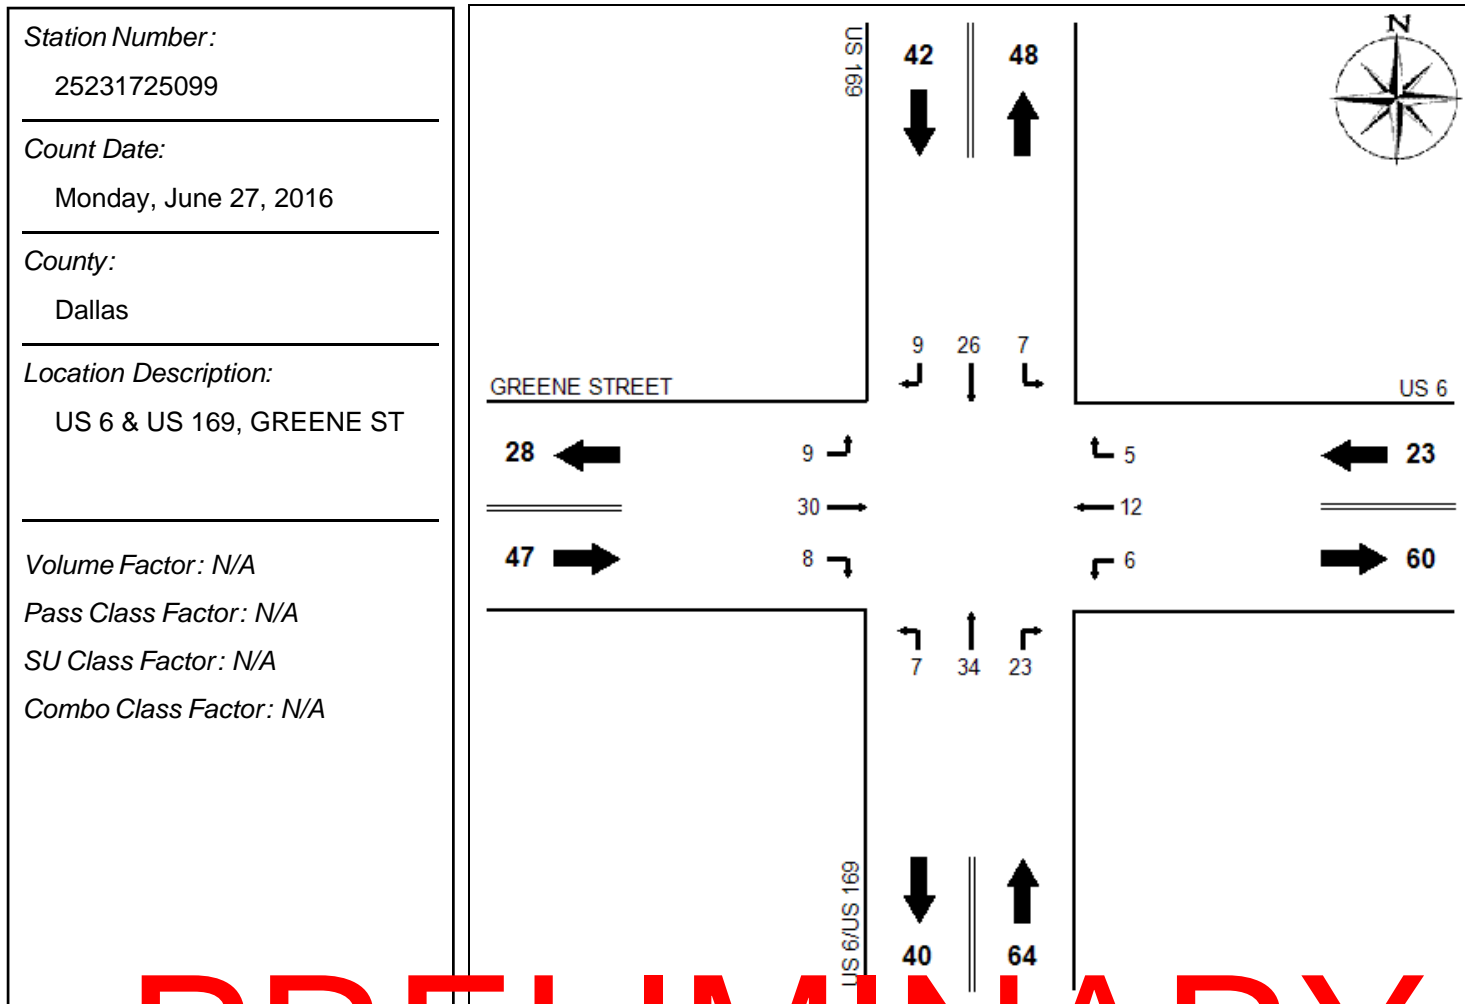 Station Number:
25231725099
Count Date:
Monday, June 27, 2016
County:
Dallas
Location Description:
US 6 & US 169, GREENE ST
Volume Factor: N/A
Pass Class Factor: N/A
SU Class Factor: N/A
Combo Class Factor: N/A
N
US 169
42 48
9 26 7
GREENE STREET
US 6
28 9 5 23
30 12
47 8 6 60
7 34 23
US 6/US 169
40 64
PRELIMINARY